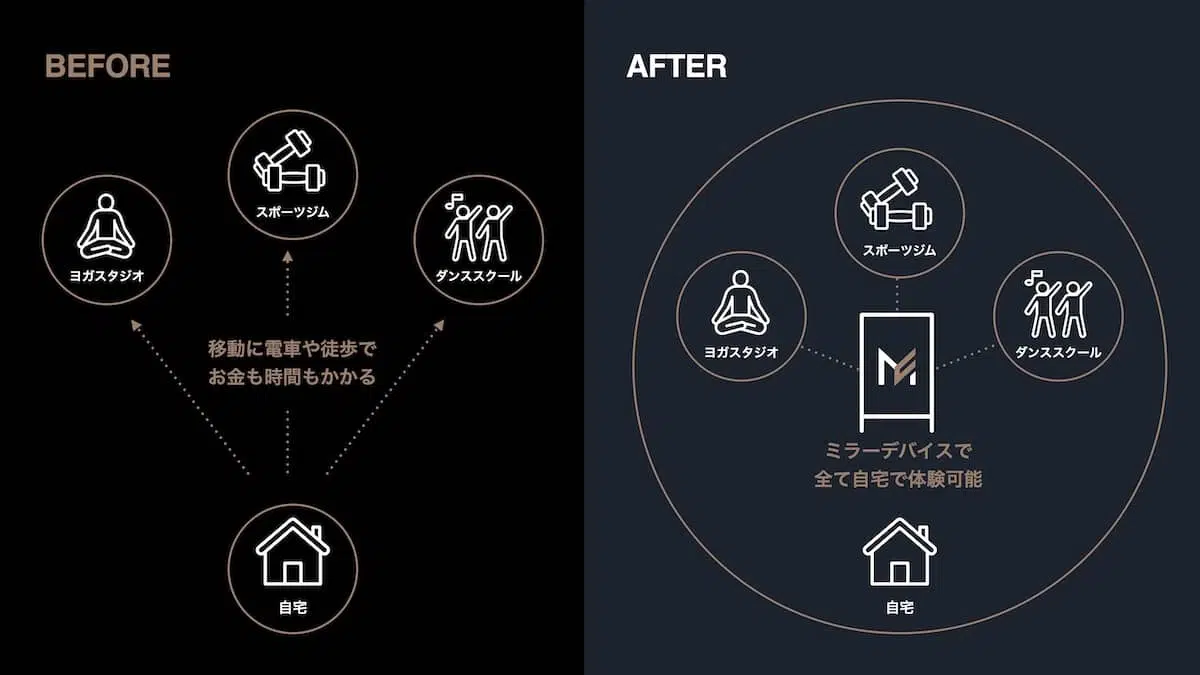 BEFORE
スポーツジム
ヨガスタジオ
ダンススクール
移動に電車や徒歩で
お金も時間もかかる
自宅
AFTER
スポーツジム
ヨガスタジオ
ダンススクール
ミラーデバイスで
全て自宅で体験可能
自宅